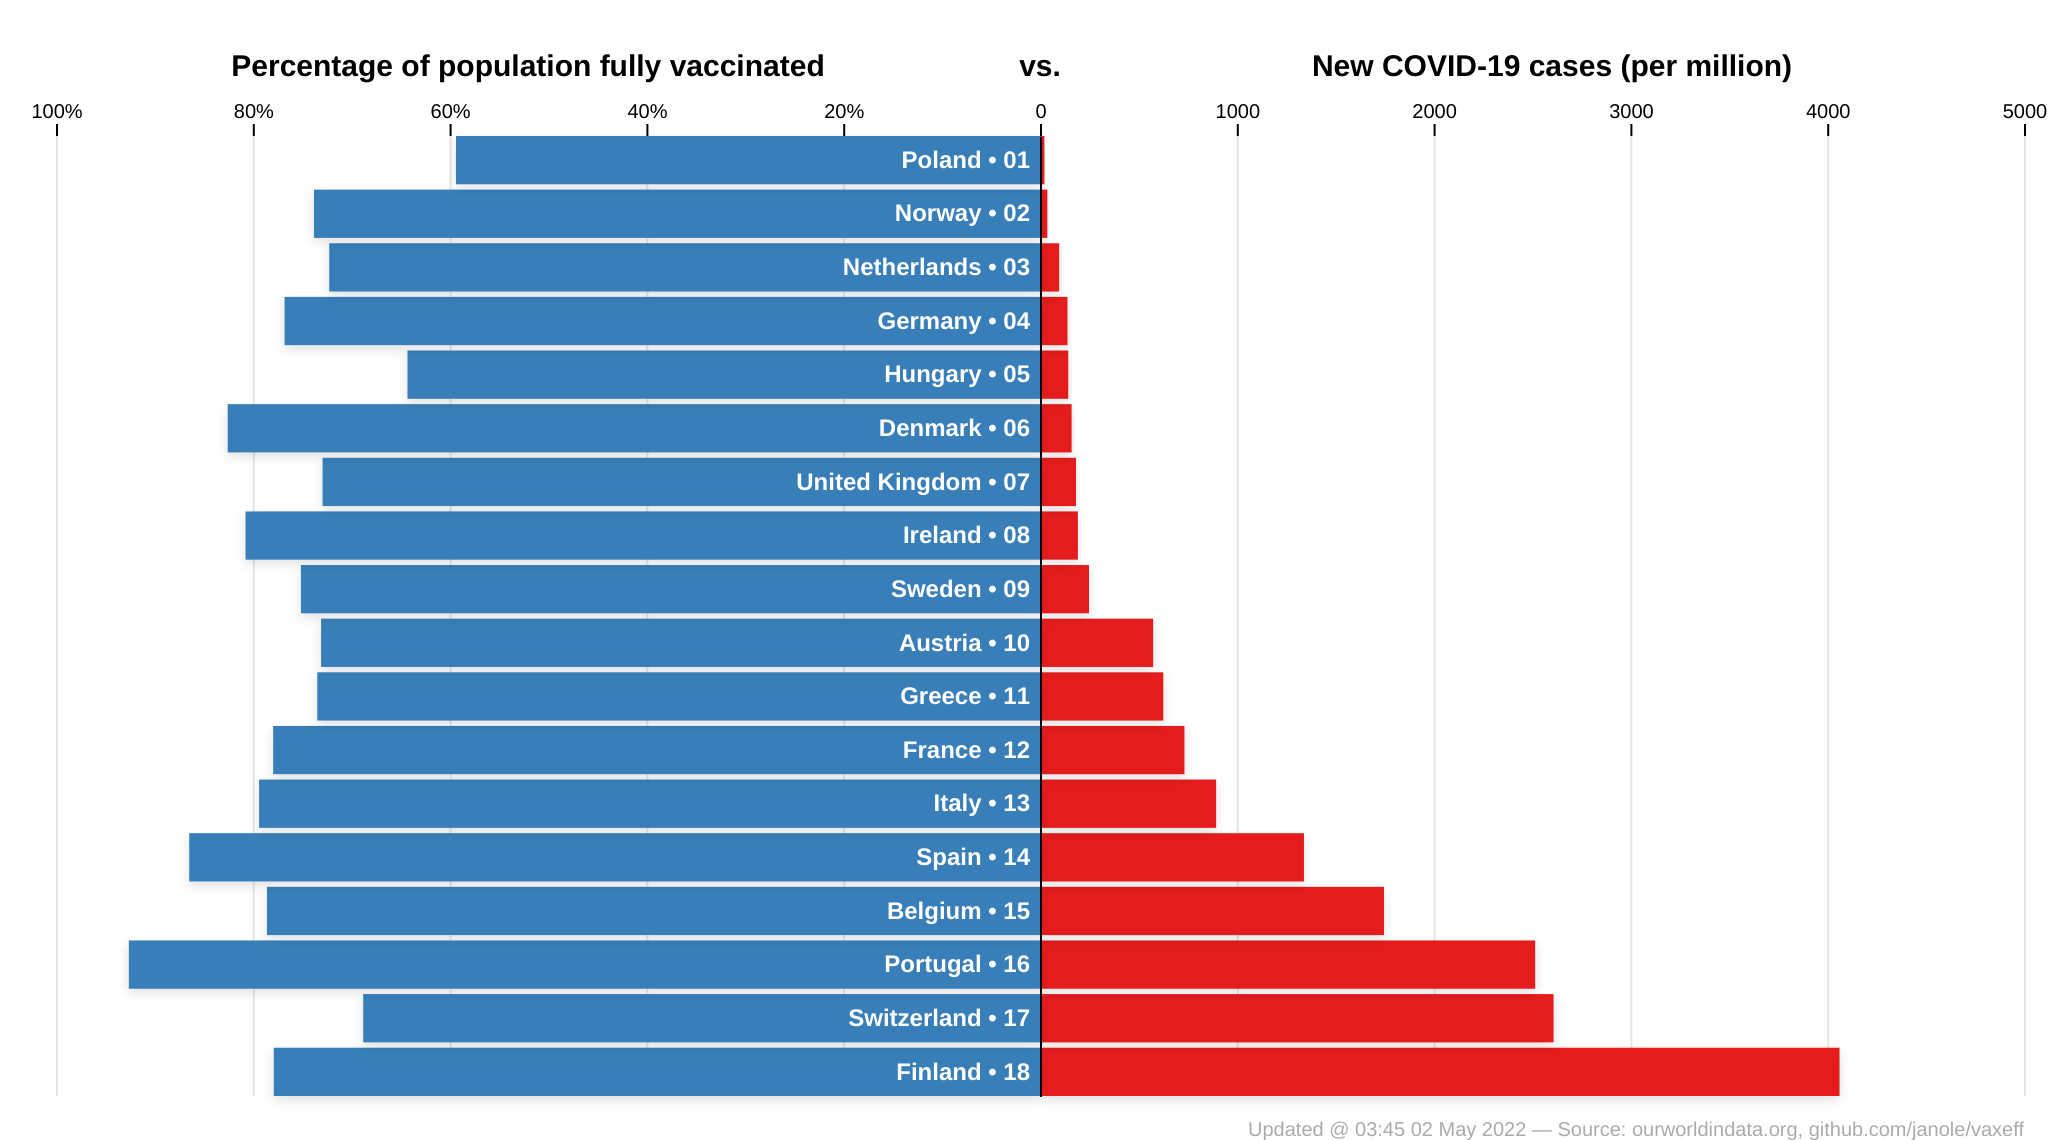 Percentage of population fully vaccinated vs. New COVID-19 cases (per million)
100% 80% 60% 40% 20% 0 1000 2000 3000 4000 5000
Poland • 01
Norway • 02
Netherlands • 03
Germany • 04
Hungary • 05
Denmark • 06
United Kingdom • 07
Ireland • 08
Sweden • 09
Austria • 10
Greece • 11
France • 12
Italy • 13
Spain • 14
Belgium • 15
Portugal • 16
Switzerland • 17
Finland • 18
Updated @ 03:45 02 May 2022 — Source: ourworldindata.org, github.com/janole/vaxeff